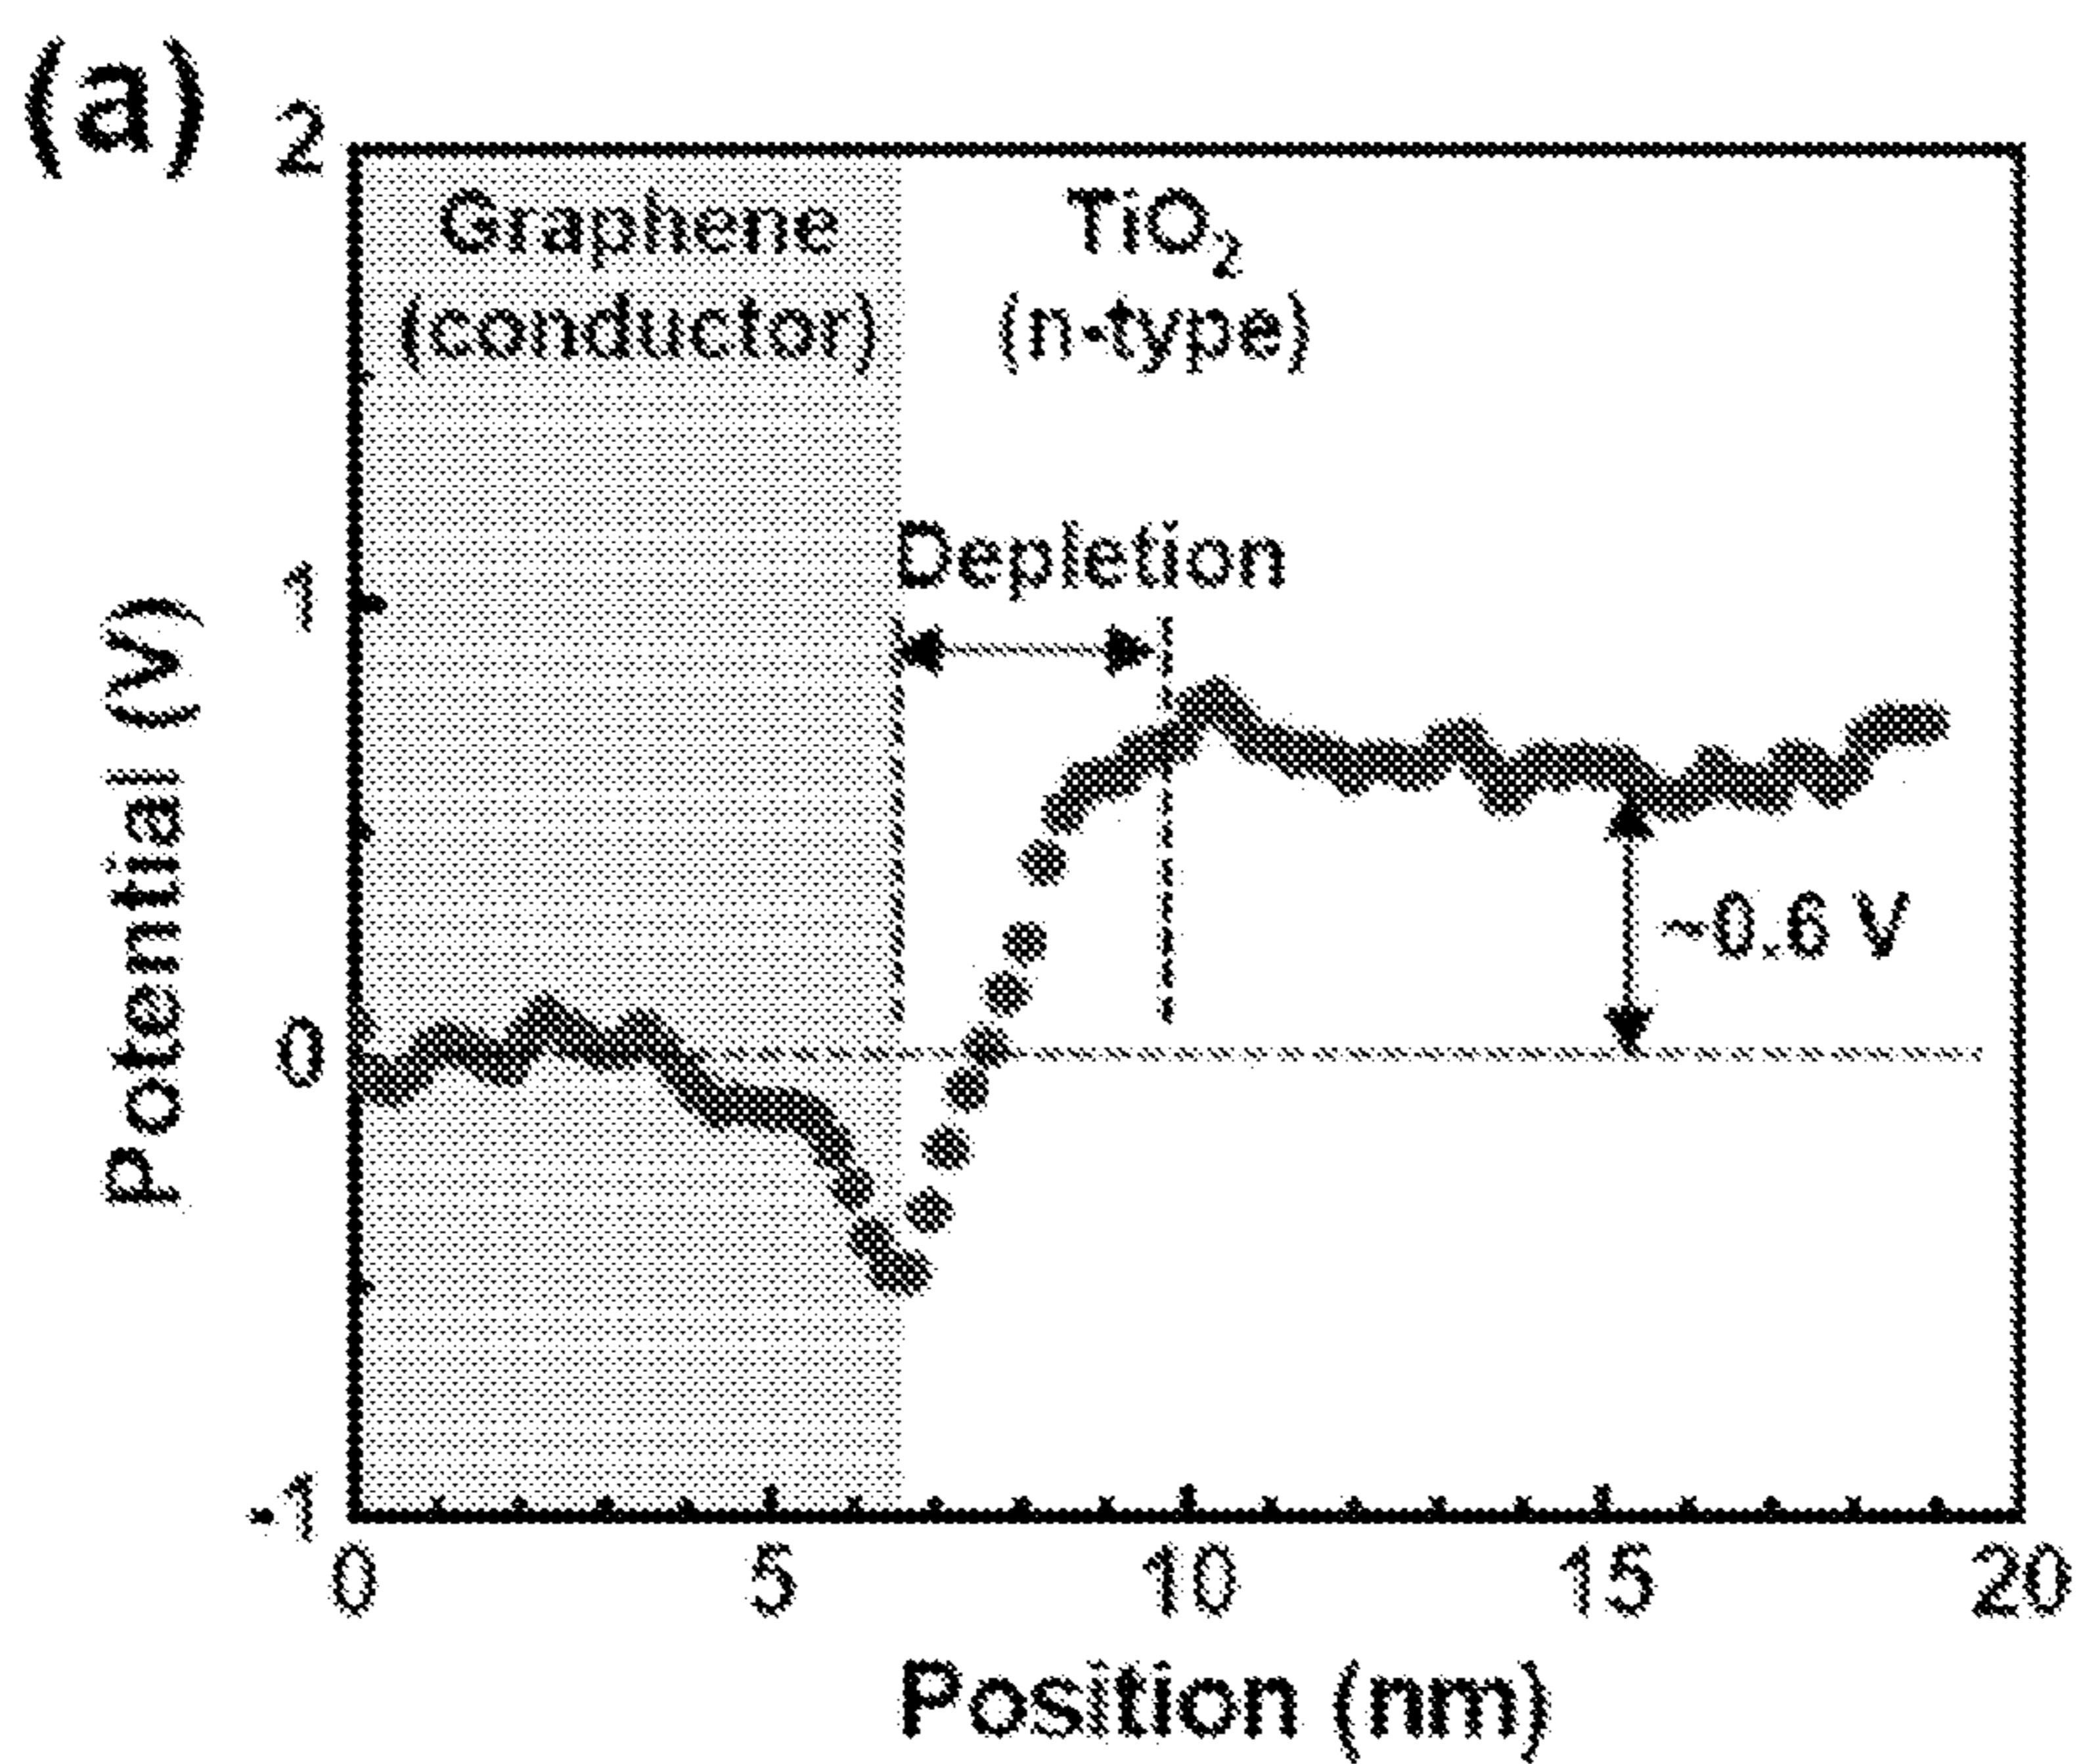 (a)
2
1
0
-1
Potential (V)
Graphene
(conductor)
TiO₂
(n-type)
Depletion
~0.6 V
0 5 10 15 20
Position (nm)